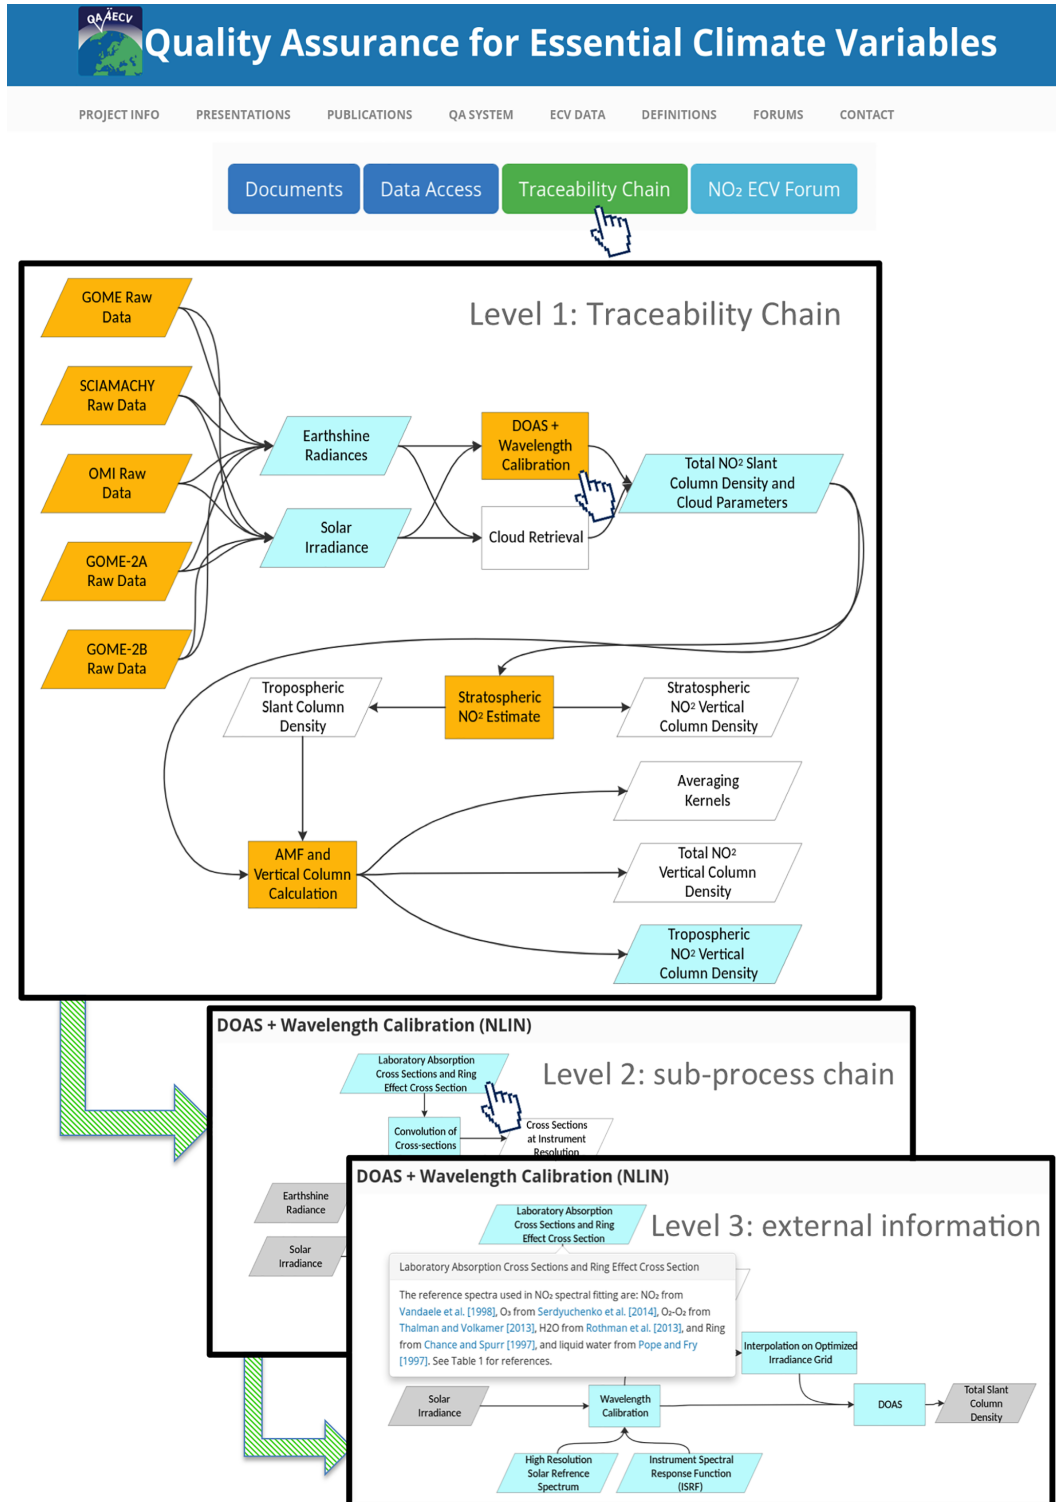 QA4ECV
Quality Assurance for Essential Climate Variables
PROJECT INFO PRESENTATIONS PUBLICATIONS QA SYSTEM ECV DATA DEFINITIONS FORUMS CONTACT
Documents Data Access Traceability Chain NO₂ ECV Forum
Level 1: Traceability Chain
GOME Raw
Data
SCIAMACHY
Raw Data
OMI Raw
Data
GOME-2A
Raw Data
GOME-2B
Raw Data
Earthshine
Radiances
Solar
Irradiance
DOAS +
Wavelength
Calibration
Cloud Retrieval
Total NO² Slant
Column Density and
Cloud Parameters
Tropospheric
Slant Column
Density
Stratospheric
NO² Estimate
Stratospheric
NO² Vertical
Column Density
Averaging
Kernels
AMF and
Vertical Column
Calculation
Total NO²
Vertical Column
Density
Tropospheric
NO² Vertical
Column Density
DOAS + Wavelength Calibration (NLIN)
Level 2: sub-process chain
Laboratory Absorption
Cross Sections and Ring
Effect Cross Section
Convolution of
Cross-sections
Cross Sections
at Instrument
Resolution
Earthshine
Radiance
Solar
Irradiance
DOAS + Wavelength Calibration (NLIN)
Level 3: external information
Laboratory Absorption
Cross Sections and Ring
Effect Cross Section
Laboratory Absorption Cross Sections and Ring Effect Cross Section
The reference spectra used in NO₂ spectral fitting are: NO₂ from
Vandaele et al. [1998], O₃ from Serdyuchenko et al. [2014], O₂-O₂ from
Thalman and Volkamer [2013], H2O from Rothman et al. [2013], and Ring
from Chance and Spurr [1997], and liquid water from Pope and Fry
[1997]. See Table 1 for references.
Interpolation on Optimized
Irradiance Grid
Solar
Irradiance
Wavelength
Calibration
DOAS
Total Slant
Column
Density
High Resolution
Solar Refrence
Spectrum
Instrument Spectral
Response Function
(ISRF)